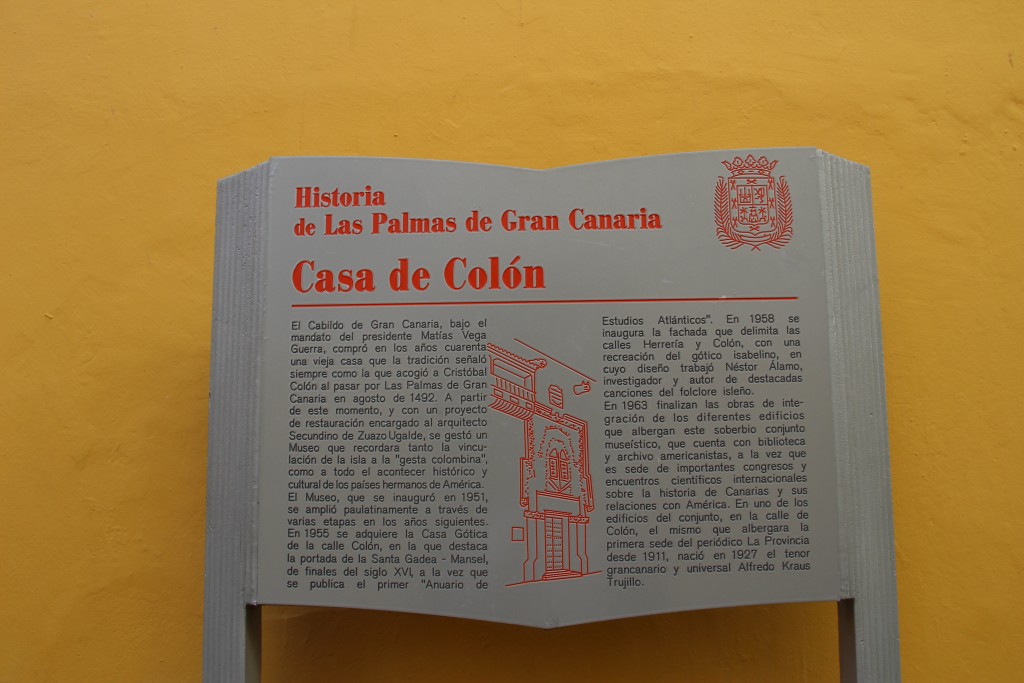 Historia
de Las Palmas de Gran Canaria
Casa de Colón
El Cabildo de Gran Canaria, bajo el
mandato del presidente Matías Vega
Guerra, compró en los años cuarenta
una vieja casa que la tradición señaló
siempre como la que acogió a Cristóbal
Colón al pasar por Las Palmas de Gran
Canaria en agosto de 1492. A partir
de este momento, y con un proyecto
de restauración encargado al arquitecto
Secundino de Zuazo Ugalde, se gestó un
Museo que recordara tanto la vincu-
lación de la isla a la "gesta colombina",
como a todo el acontecer histórico y
cultural de los países hermanos de América.
El Museo, que se inauguró en 1951,
se amplió paulatinamente a través de
varias etapas en los años siguientes.
En 1955 se adquiere la Casa Gótica
de la calle Colón, en la que destaca
la portada de la Santa Gadea - Mansel,
de finales del siglo XVI, a la vez que
se publica el primer "Anuario de
Estudios Atlánticos". En 1958 se
inaugura la fachada que delimita las
calles Herrería y Colón, con una
recreación del gótico isabelino, en
cuyo diseño trabajó Néstor Álamo,
investigador y autor de destacadas
canciones del folclore isleño.
En 1963 finalizan las obras de inte-
gración de los diferentes edificios
que albergan este soberbio conjunto
museístico, que cuenta con biblioteca
y archivo americanistas, a la vez que
es sede de importantes congresos y
encuentros científicos internacionales
sobre la historia de Canarias y sus
relaciones con América. En uno de los
edificios del conjunto, en la calle de
Colón, el mismo que albergara la
primera sede del periódico La Provincia
desde 1911, nació en 1927 el tenor
grancanario y universal Alfredo Kraus
Trujillo.